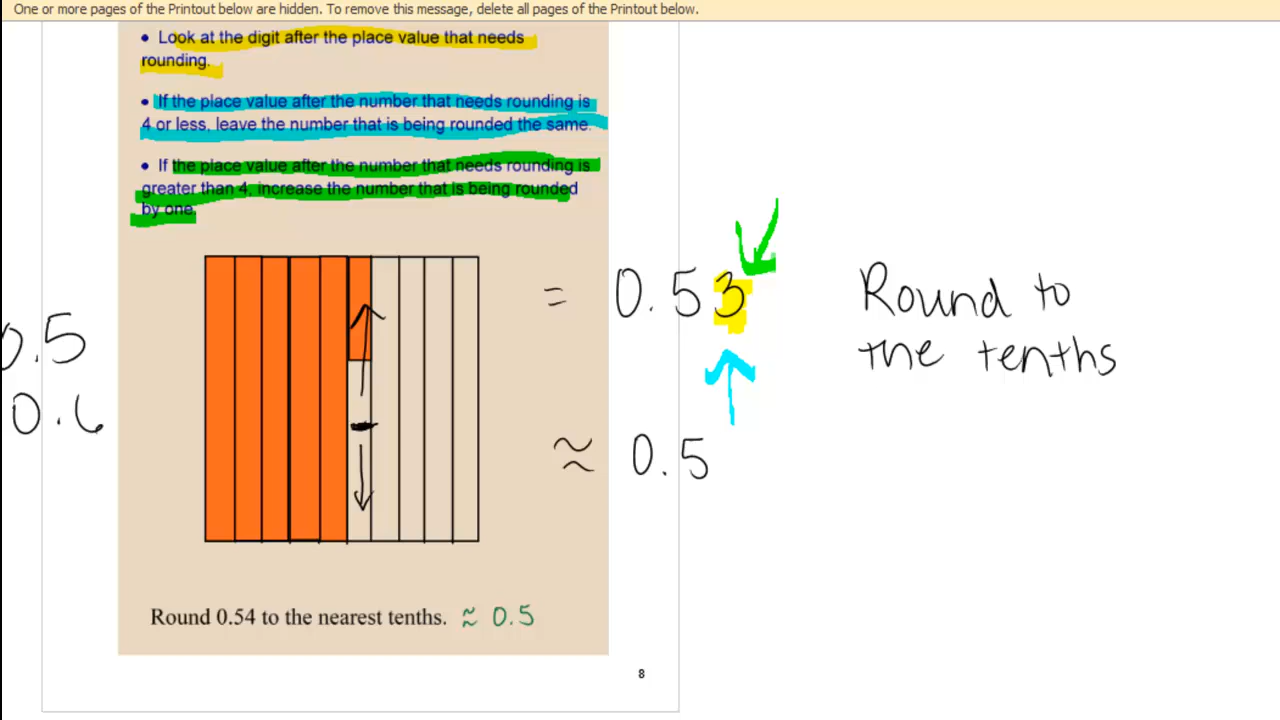 One or more pages of the Printout below are hidden. To remove this message, delete all pages of the Printout below.
• Look at the digit after the place value that needs
rounding.
• If the place value after the number that needs rounding is
4 or less, leave the number that is being rounded the same.
• If the place value after the number that needs rounding is
greater than 4, increase the number that is being rounded
by one.
= 0.53
Round to
the tenths
0.5
0.6
≈ 0.5
Round 0.54 to the nearest tenths. ≈ 0.5
8